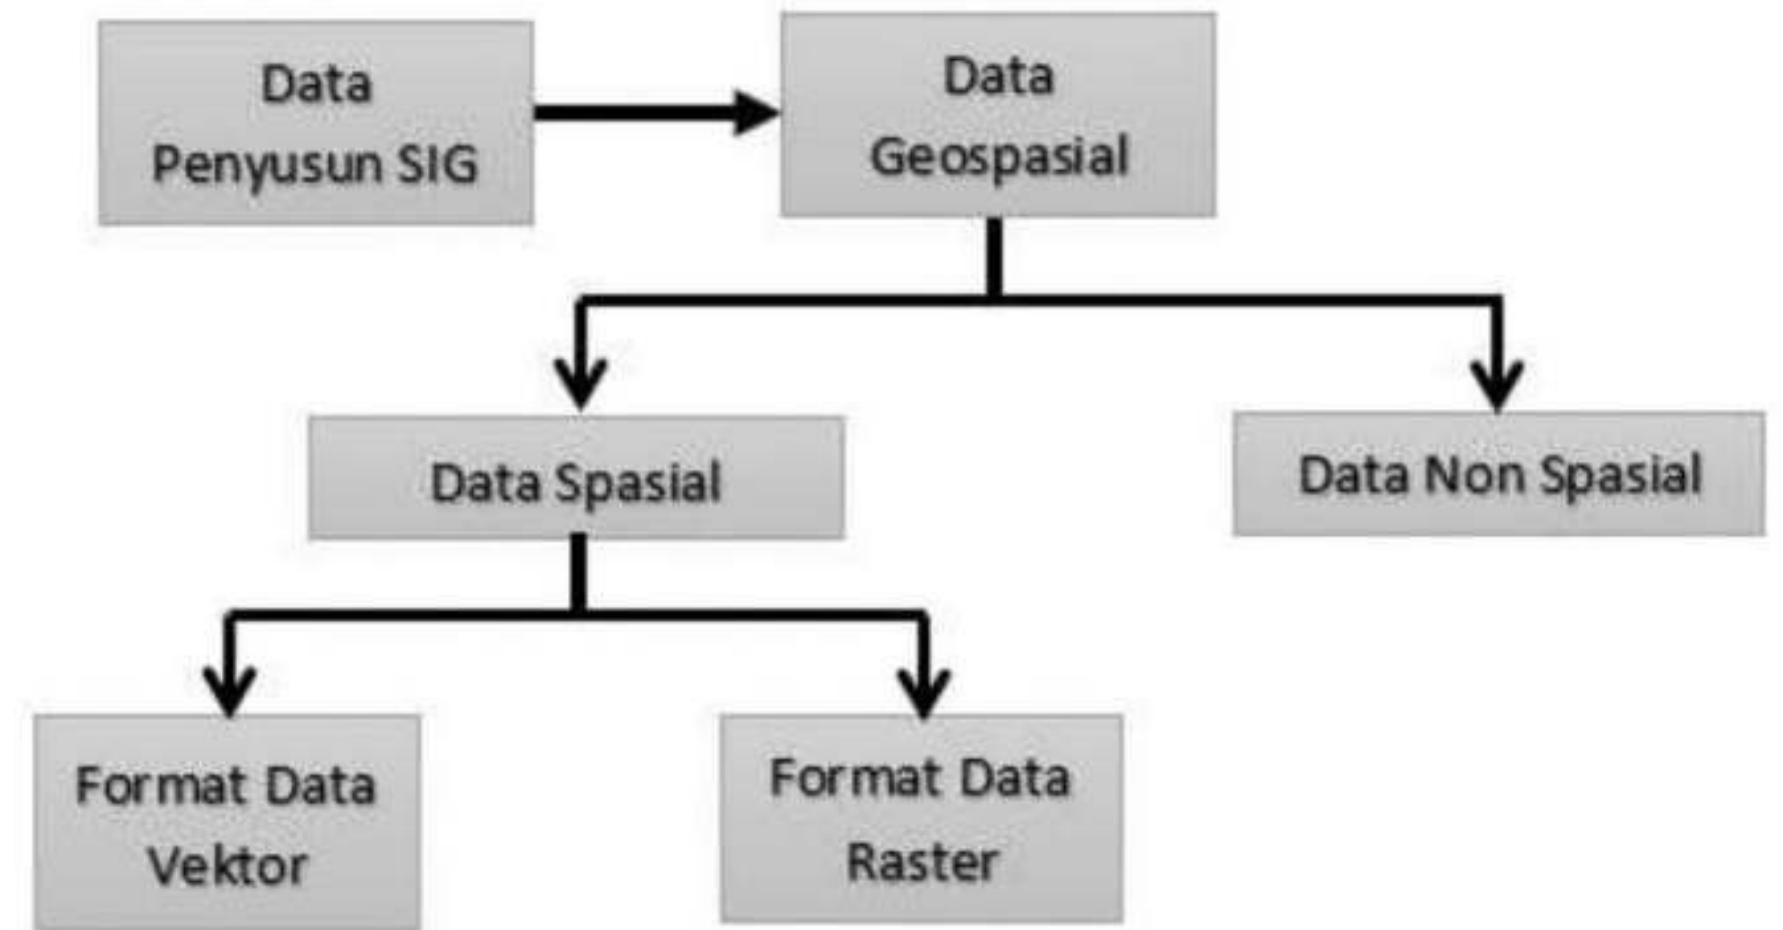 Data
Penyusun SIG
Data
Geospasial
Data Spasial
Data Non Spasial
Format Data
Vektor
Format Data
Raster